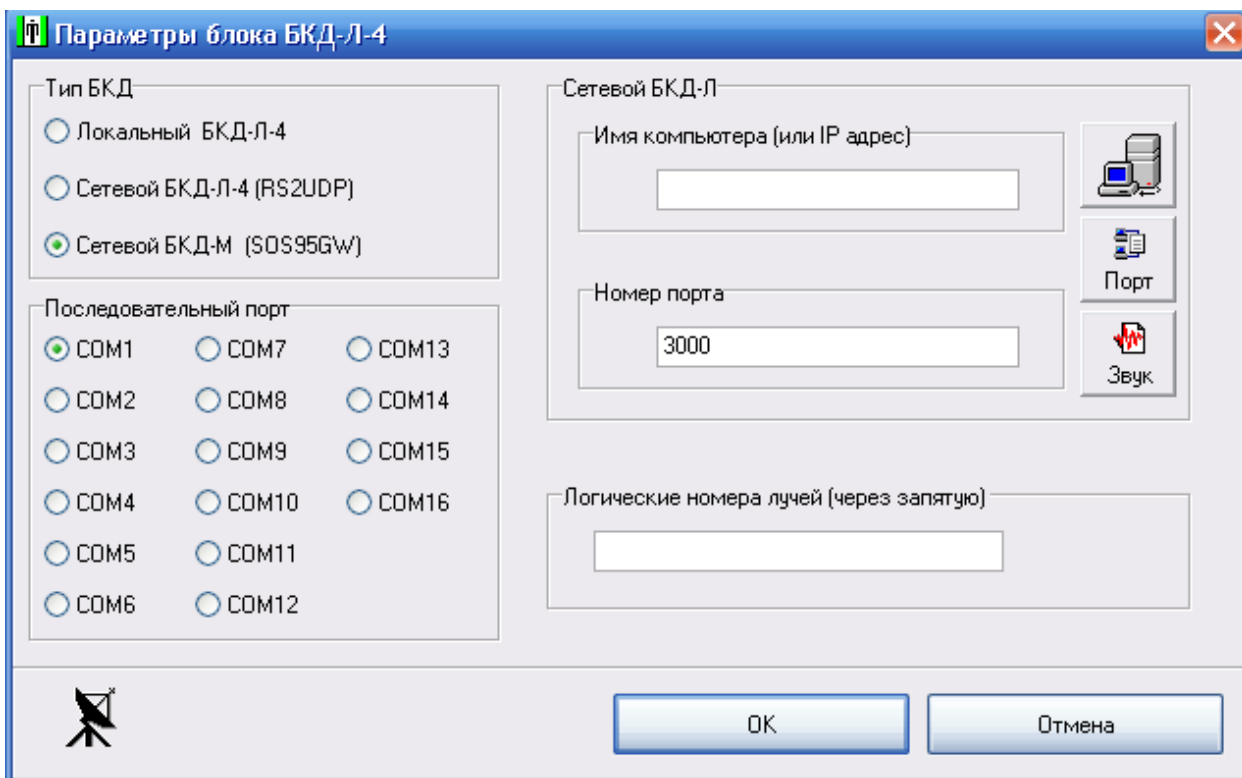 Параметры блока БКД-Л-4
Тип БКД
Локальный БКД-Л-4
Сетевой БКД-Л-4 (RS2UDP)
Сетевой БКД-М (SOS95GW)
Последовательный порт
COM1 COM7 COM13
COM2 COM8 COM14
COM3 COM9 COM15
COM4 COM10 COM16
COM5 COM11
COM6 COM12
Сетевой БКД-Л
Имя компьютера (или IP адрес)
Порт
Номер порта
3000
Звук
Логические номера лучей (через запятую)
OK Отмена